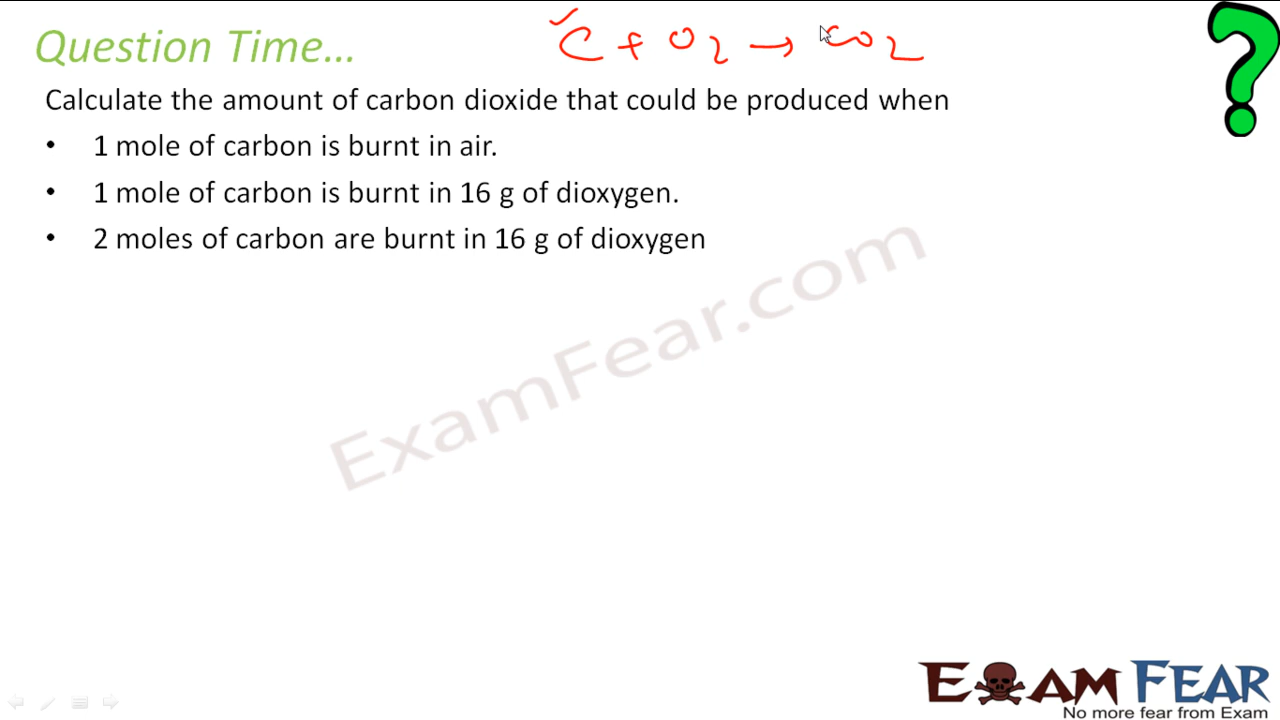 Question Time...
C + O2 → CO2
Calculate the amount of carbon dioxide that could be produced when
• 1 mole of carbon is burnt in air.
• 1 mole of carbon is burnt in 16 g of dioxygen.
• 2 moles of carbon are burnt in 16 g of dioxygen
ExamFear.com
EXAM FEAR
No more fear from Exam